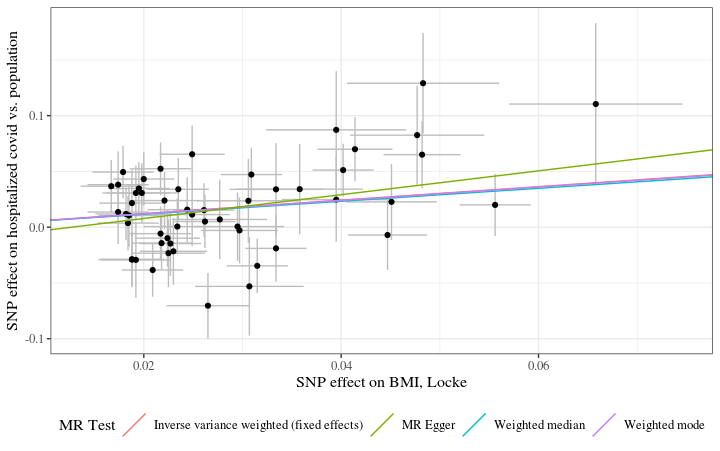 SNP effect on hospitalized covid vs. population
0.1
0.0
-0.1
0.02
0.04
0.06
SNP effect on BMI, Locke
MR Test
Inverse variance weighted (fixed effects)
MR Egger
Weighted median
Weighted mode